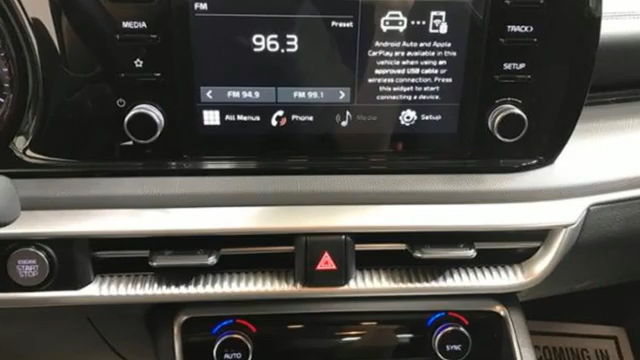 FM
MEDIA
Preset
96.3
Android Auto and Apple
CarPlay are available in this
vehicle when using an
approved USB cable or
wireless connection. Press
this widget to start
connecting a device.
TRACK
SETUP
FM 94.9
FM 99.1
All Menus
Phone
Media
Setup
ENGINE
START
STOP
AUTO
SYNC
COMING IN